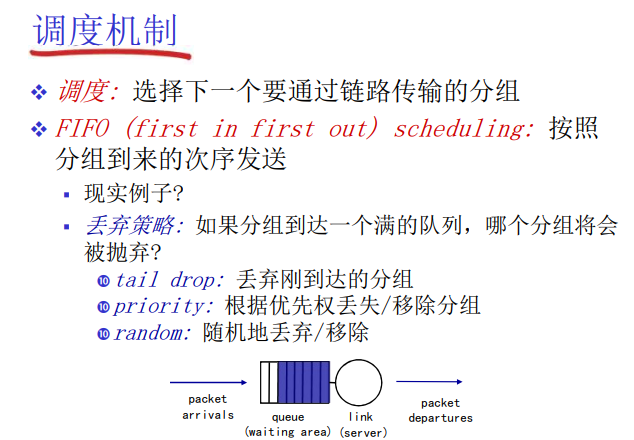 调度机制
调度: 选择下一个要通过链路传输的分组
FIFO (first in first out) scheduling: 按照
分组到来的次序发送
现实例子?
丢弃策略: 如果分组到达一个满的队列，哪个分组将会
被抛弃?
⑩ tail drop: 丢弃刚到达的分组
⑩ priority: 根据优先权丢失/移除分组
⑩ random: 随机地丢弃/移除
packet
arrivals
queue
(waiting area)
link
(server)
packet
departures